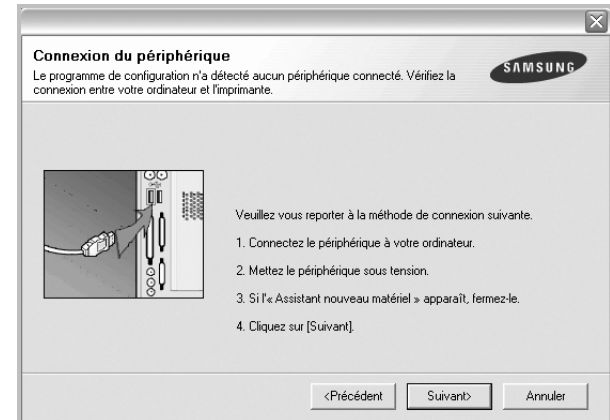 Connexion du périphérique
Le programme de configuration n'a détecté aucun périphérique connecté. Vérifiez la
connexion entre votre ordinateur et l'imprimante.
SAMSUNG
Veuillez vous reporter à la méthode de connexion suivante.
1. Connectez le périphérique à votre ordinateur.
2. Mettez le périphérique sous tension.
3. Si l'« Assistant nouveau matériel » apparaît, fermez-le.
4. Cliquez sur [Suivant].
<Précédent
Suivant>
Annuler